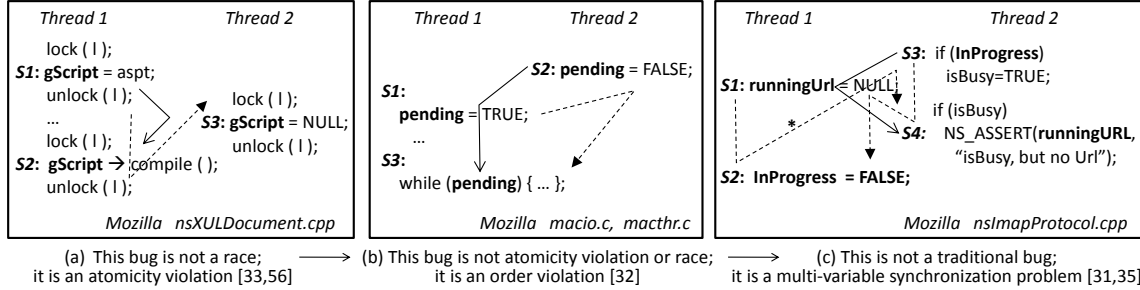 Thread 1 Thread 2
lock ( l );
S1: gScript = aspt;
unlock ( l );
...
lock ( l );
S2: gScript → compile ( );
unlock ( l );
lock ( l );
S3: gScript = NULL;
unlock ( l );
Mozilla nsXULDocument.cpp
(a) This bug is not a race;
it is an atomicity violation [33,56]
Thread 1 Thread 2
S2: pending = FALSE;
S1:
pending = TRUE;
...
S3:
while (pending) { ... };
Mozilla macio.c, macthr.c
(b) This bug is not atomicity violation or race;
it is an order violation [32]
Thread 1 Thread 2
S1: runningUrl = NULL;
*
S2: InProgress = FALSE;
S3: if (InProgress)
isBusy=TRUE;
if (isBusy)
S4: NS_ASSERT(runningURL,
“isBusy, but no Url”);
Mozilla nsImapProtocol.cpp
(c) This is not a traditional bug;
it is a multi-variable synchronization problem [31,35]